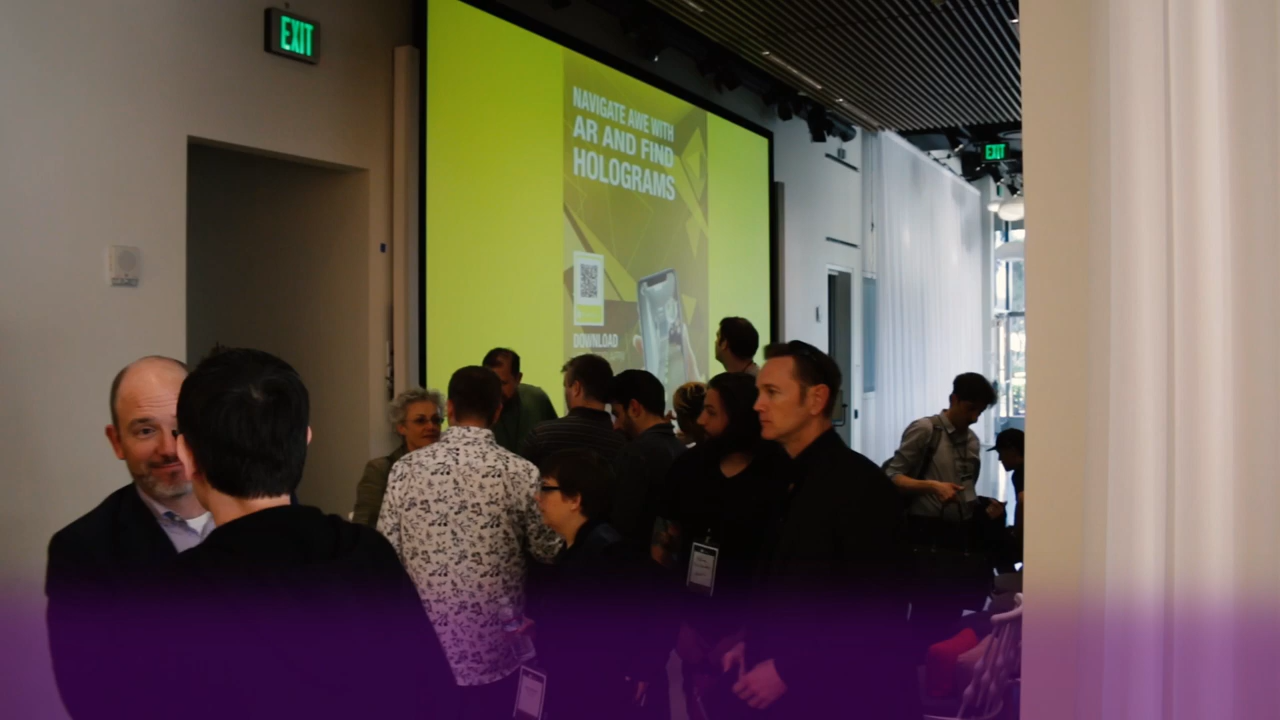 EXIT
NAVIGATE AWE WITH
AR AND FIND
HOLOGRAMS
EXIT
DOWNLOAD